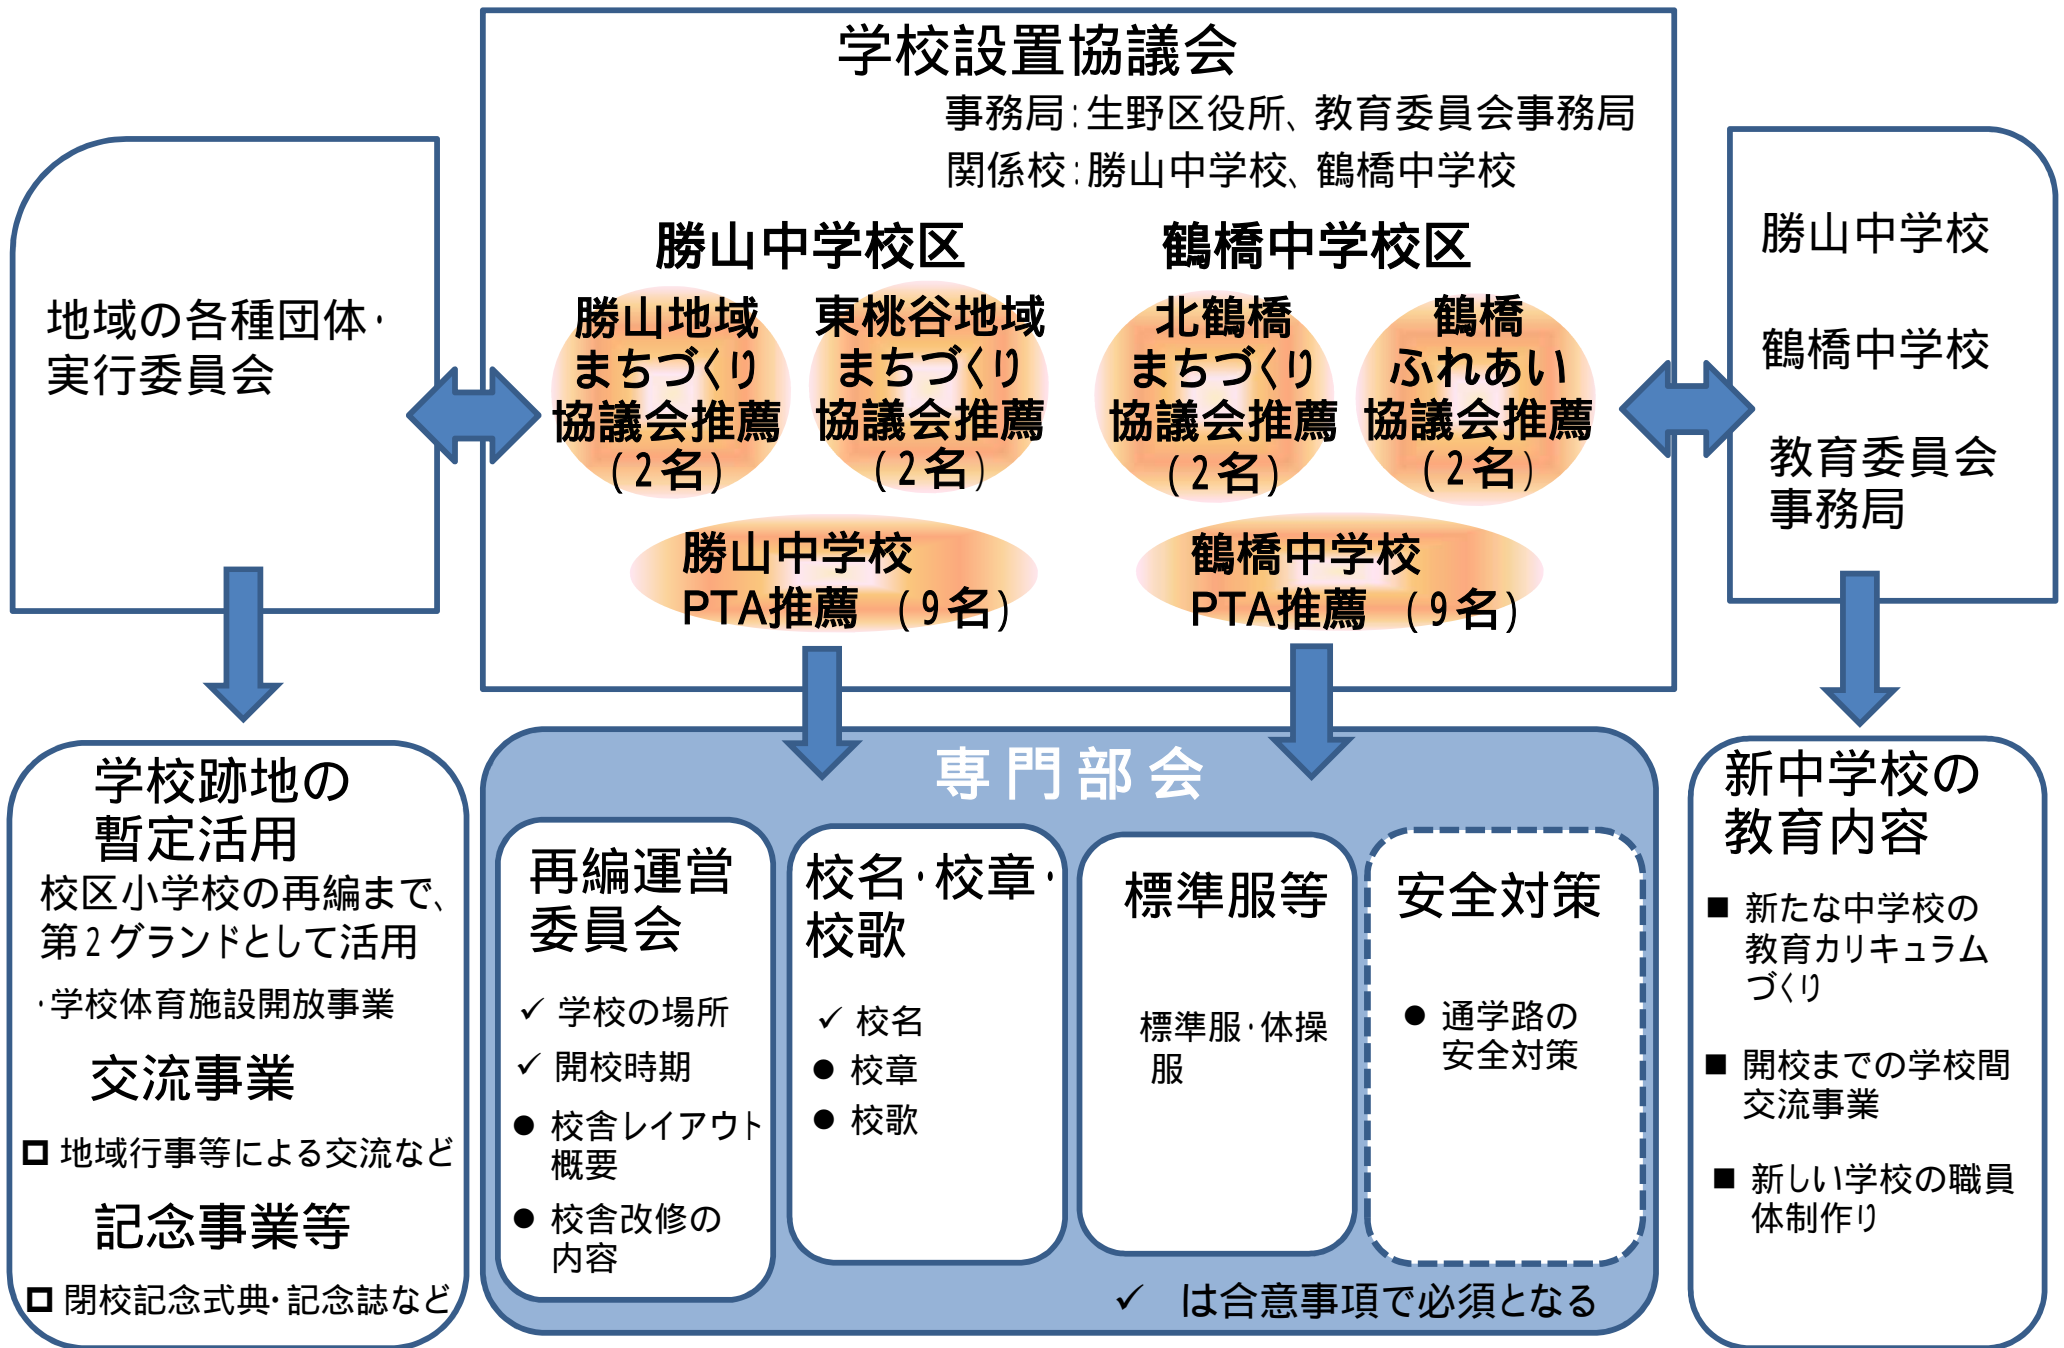 学校設置協議会
事務局:生野区役所、教育委員会事務局
関係校:勝山中学校、鶴橋中学校
勝山中学校区
鶴橋中学校区
勝山地域
まちづくり
協議会推薦
(2名)
東桃谷地域
まちづくり
協議会推薦
(2名)
北鶴橋
まちづくり
協議会推薦
(2名)
鶴橋
ふれあい
協議会推薦
(2名)
勝山中学校
PTA推薦 (9名)
鶴橋中学校
PTA推薦 (9名)
地域の各種団体・
実行委員会
勝山中学校
鶴橋中学校
教育委員会
事務局
学校跡地の
暫定活用
校区小学校の再編まで、
第2グランドとして活用
・学校体育施設開放事業
交流事業
□ 地域行事等による交流など
記念事業等
□ 閉校記念式典・記念誌など
専門部会
再編運営
委員会
✓ 学校の場所
✓ 開校時期
● 校舎レイアウト
概要
● 校舎改修の
内容
校名・校章・
校歌
✓ 校名
● 校章
● 校歌
標準服等
標準服・体操
服
安全対策
● 通学路の
安全対策
✓ は合意事項で必須となる
新中学校の
教育内容
■ 新たな中学校の
教育カリキュラム
づくり
■ 開校までの学校間
交流事業
■ 新しい学校の職員
体制作り